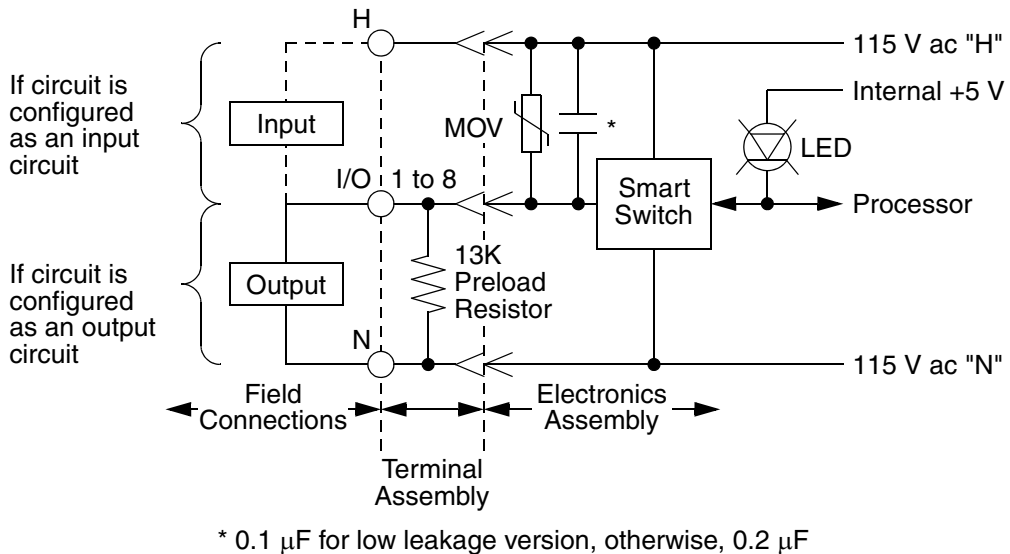 H
115 V ac "H"
If circuit is
configured
as an input
circuit
Input
MOV
*
Internal +5 V
LED
I/O 1 to 8
Smart
Switch
Processor
If circuit is
configured
as an output
circuit
Output
13K
Preload
Resistor
N
115 V ac "N"
Field
Connections
Electronics
Assembly
Terminal
Assembly
* 0.1 μF for low leakage version, otherwise, 0.2 μF